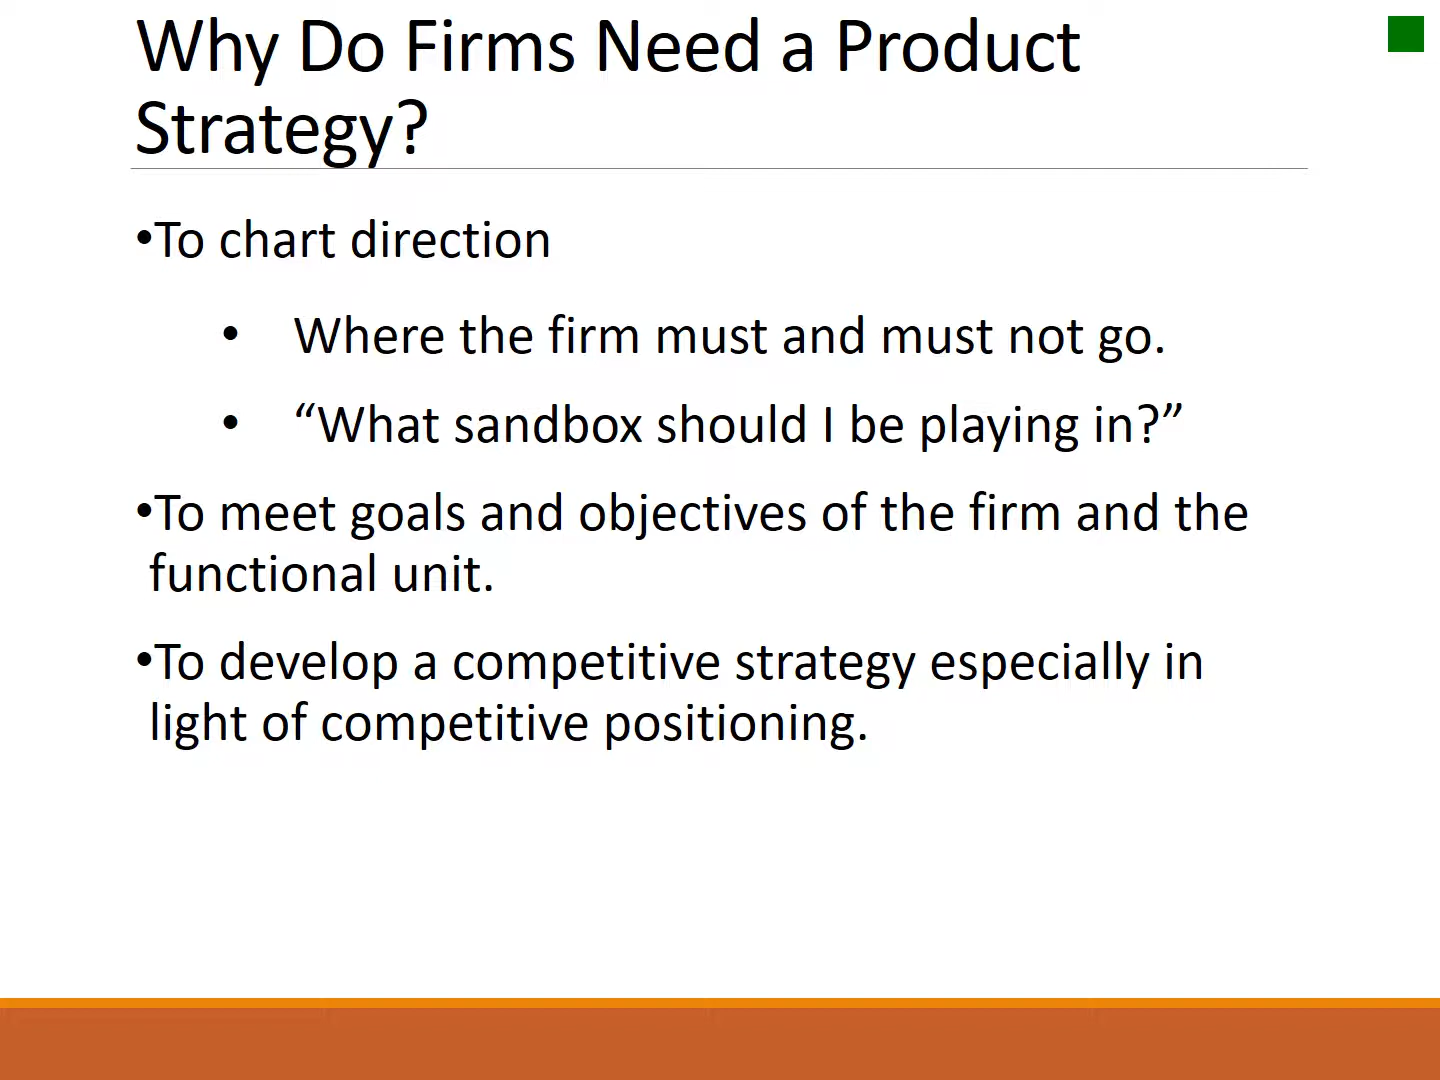 Why Do Firms Need a Product
Strategy?
•To chart direction
• Where the firm must and must not go.
• “What sandbox should I be playing in?”
•To meet goals and objectives of the firm and the
functional unit.
•To develop a competitive strategy especially in
light of competitive positioning.